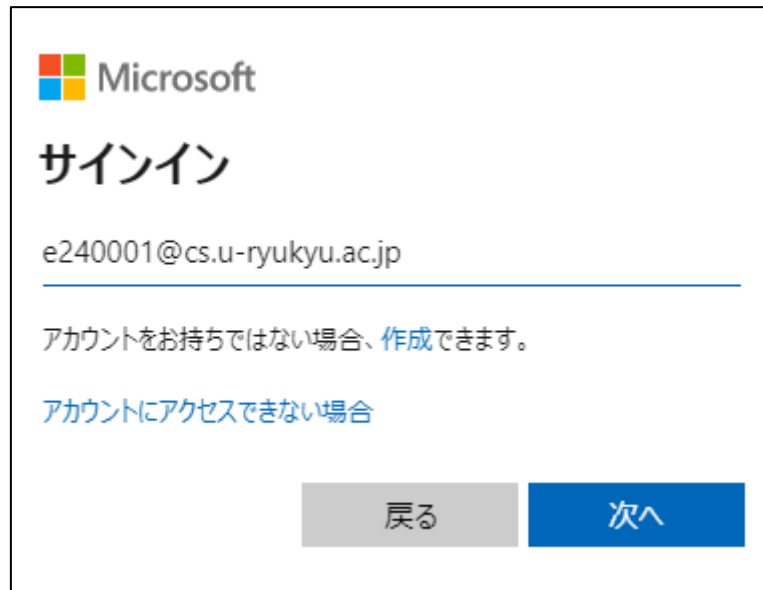 Microsoft
サインイン
e240001@cs.u-ryukyu.ac.jp
アカウントをお持ちではない場合、作成できます。
アカウントにアクセスできない場合
戻る
次へ